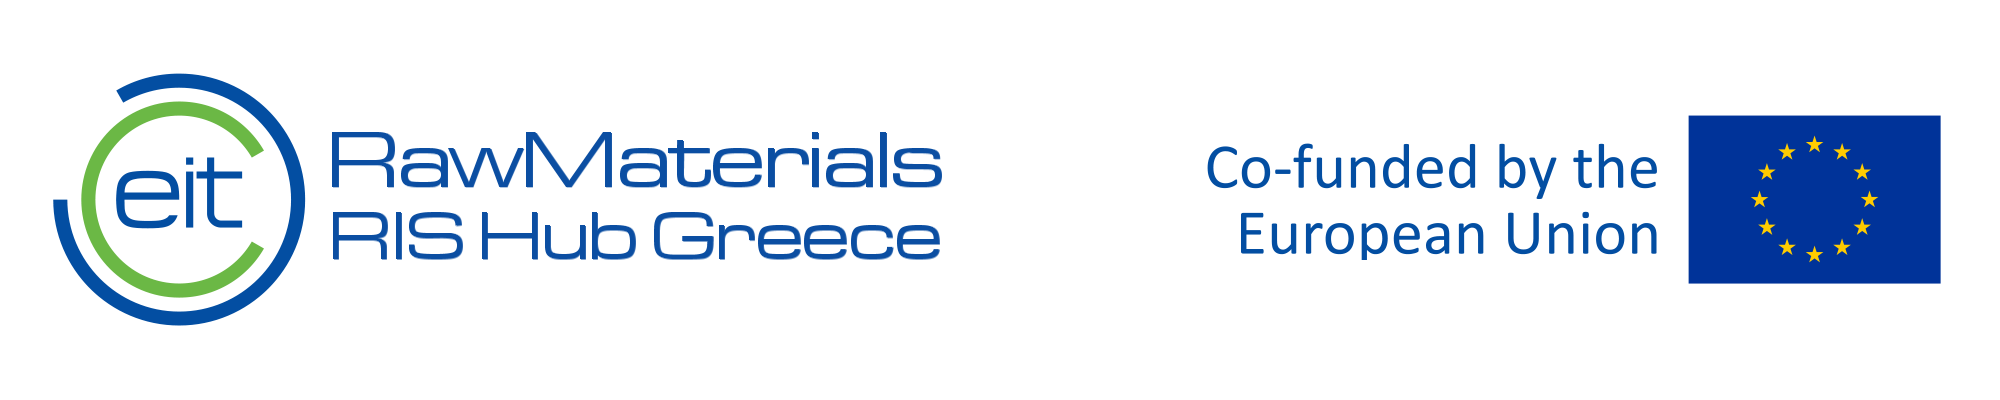 eit
RawMaterials
RIS Hub Greece
Co-funded by the
European Union